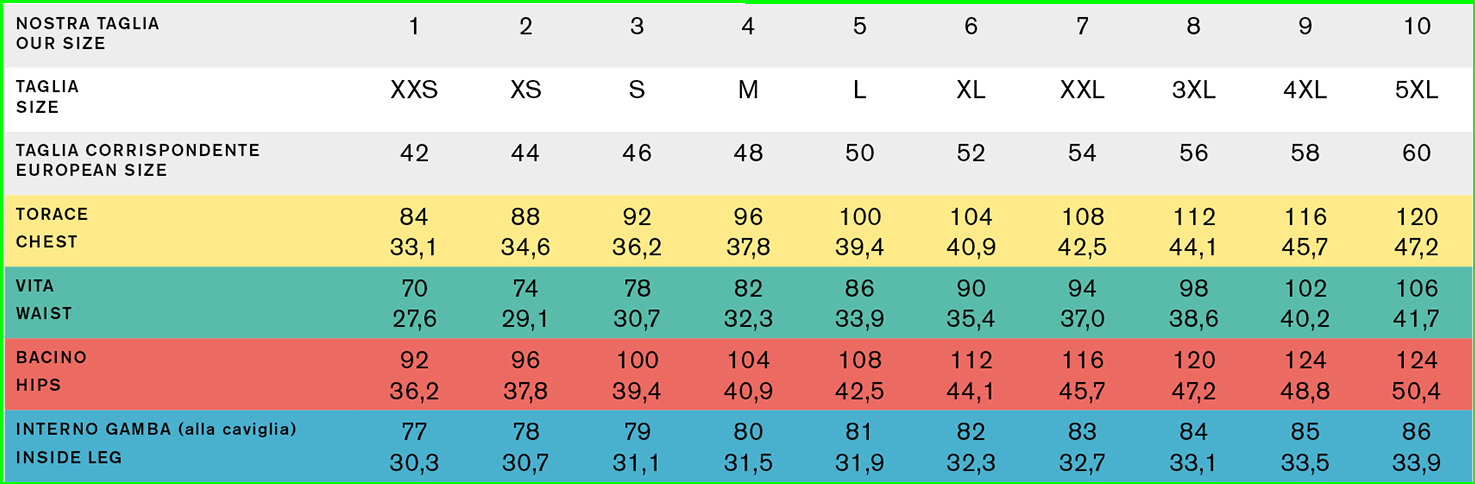 NOSTRA TAGLIA
OUR SIZE
1 2 3 4 5 6 7 8 9 10
TAGLIA
SIZE
XXS XS S M L XL XXL 3XL 4XL 5XL
TAGLIA CORRISPONDENTE
EUROPEAN SIZE
42 44 46 48 50 52 54 56 58 60
TORACE
84 88 92 96 100 104 108 112 116 120
CHEST
33,1 34,6 36,2 37,8 39,4 40,9 42,5 44,1 45,7 47,2
VITA
70 74 78 82 86 90 94 98 102 106
WAIST
27,6 29,1 30,7 32,3 33,9 35,4 37,0 38,6 40,2 41,7
BACINO
92 96 100 104 108 112 116 120 124 124
HIPS
36,2 37,8 39,4 40,9 42,5 44,1 45,7 47,2 48,8 50,4
INTERNO GAMBA (alla caviglia)
77 78 79 80 81 82 83 84 85 86
INSIDE LEG
30,3 30,7 31,1 31,5 31,9 32,3 32,7 33,1 33,5 33,9